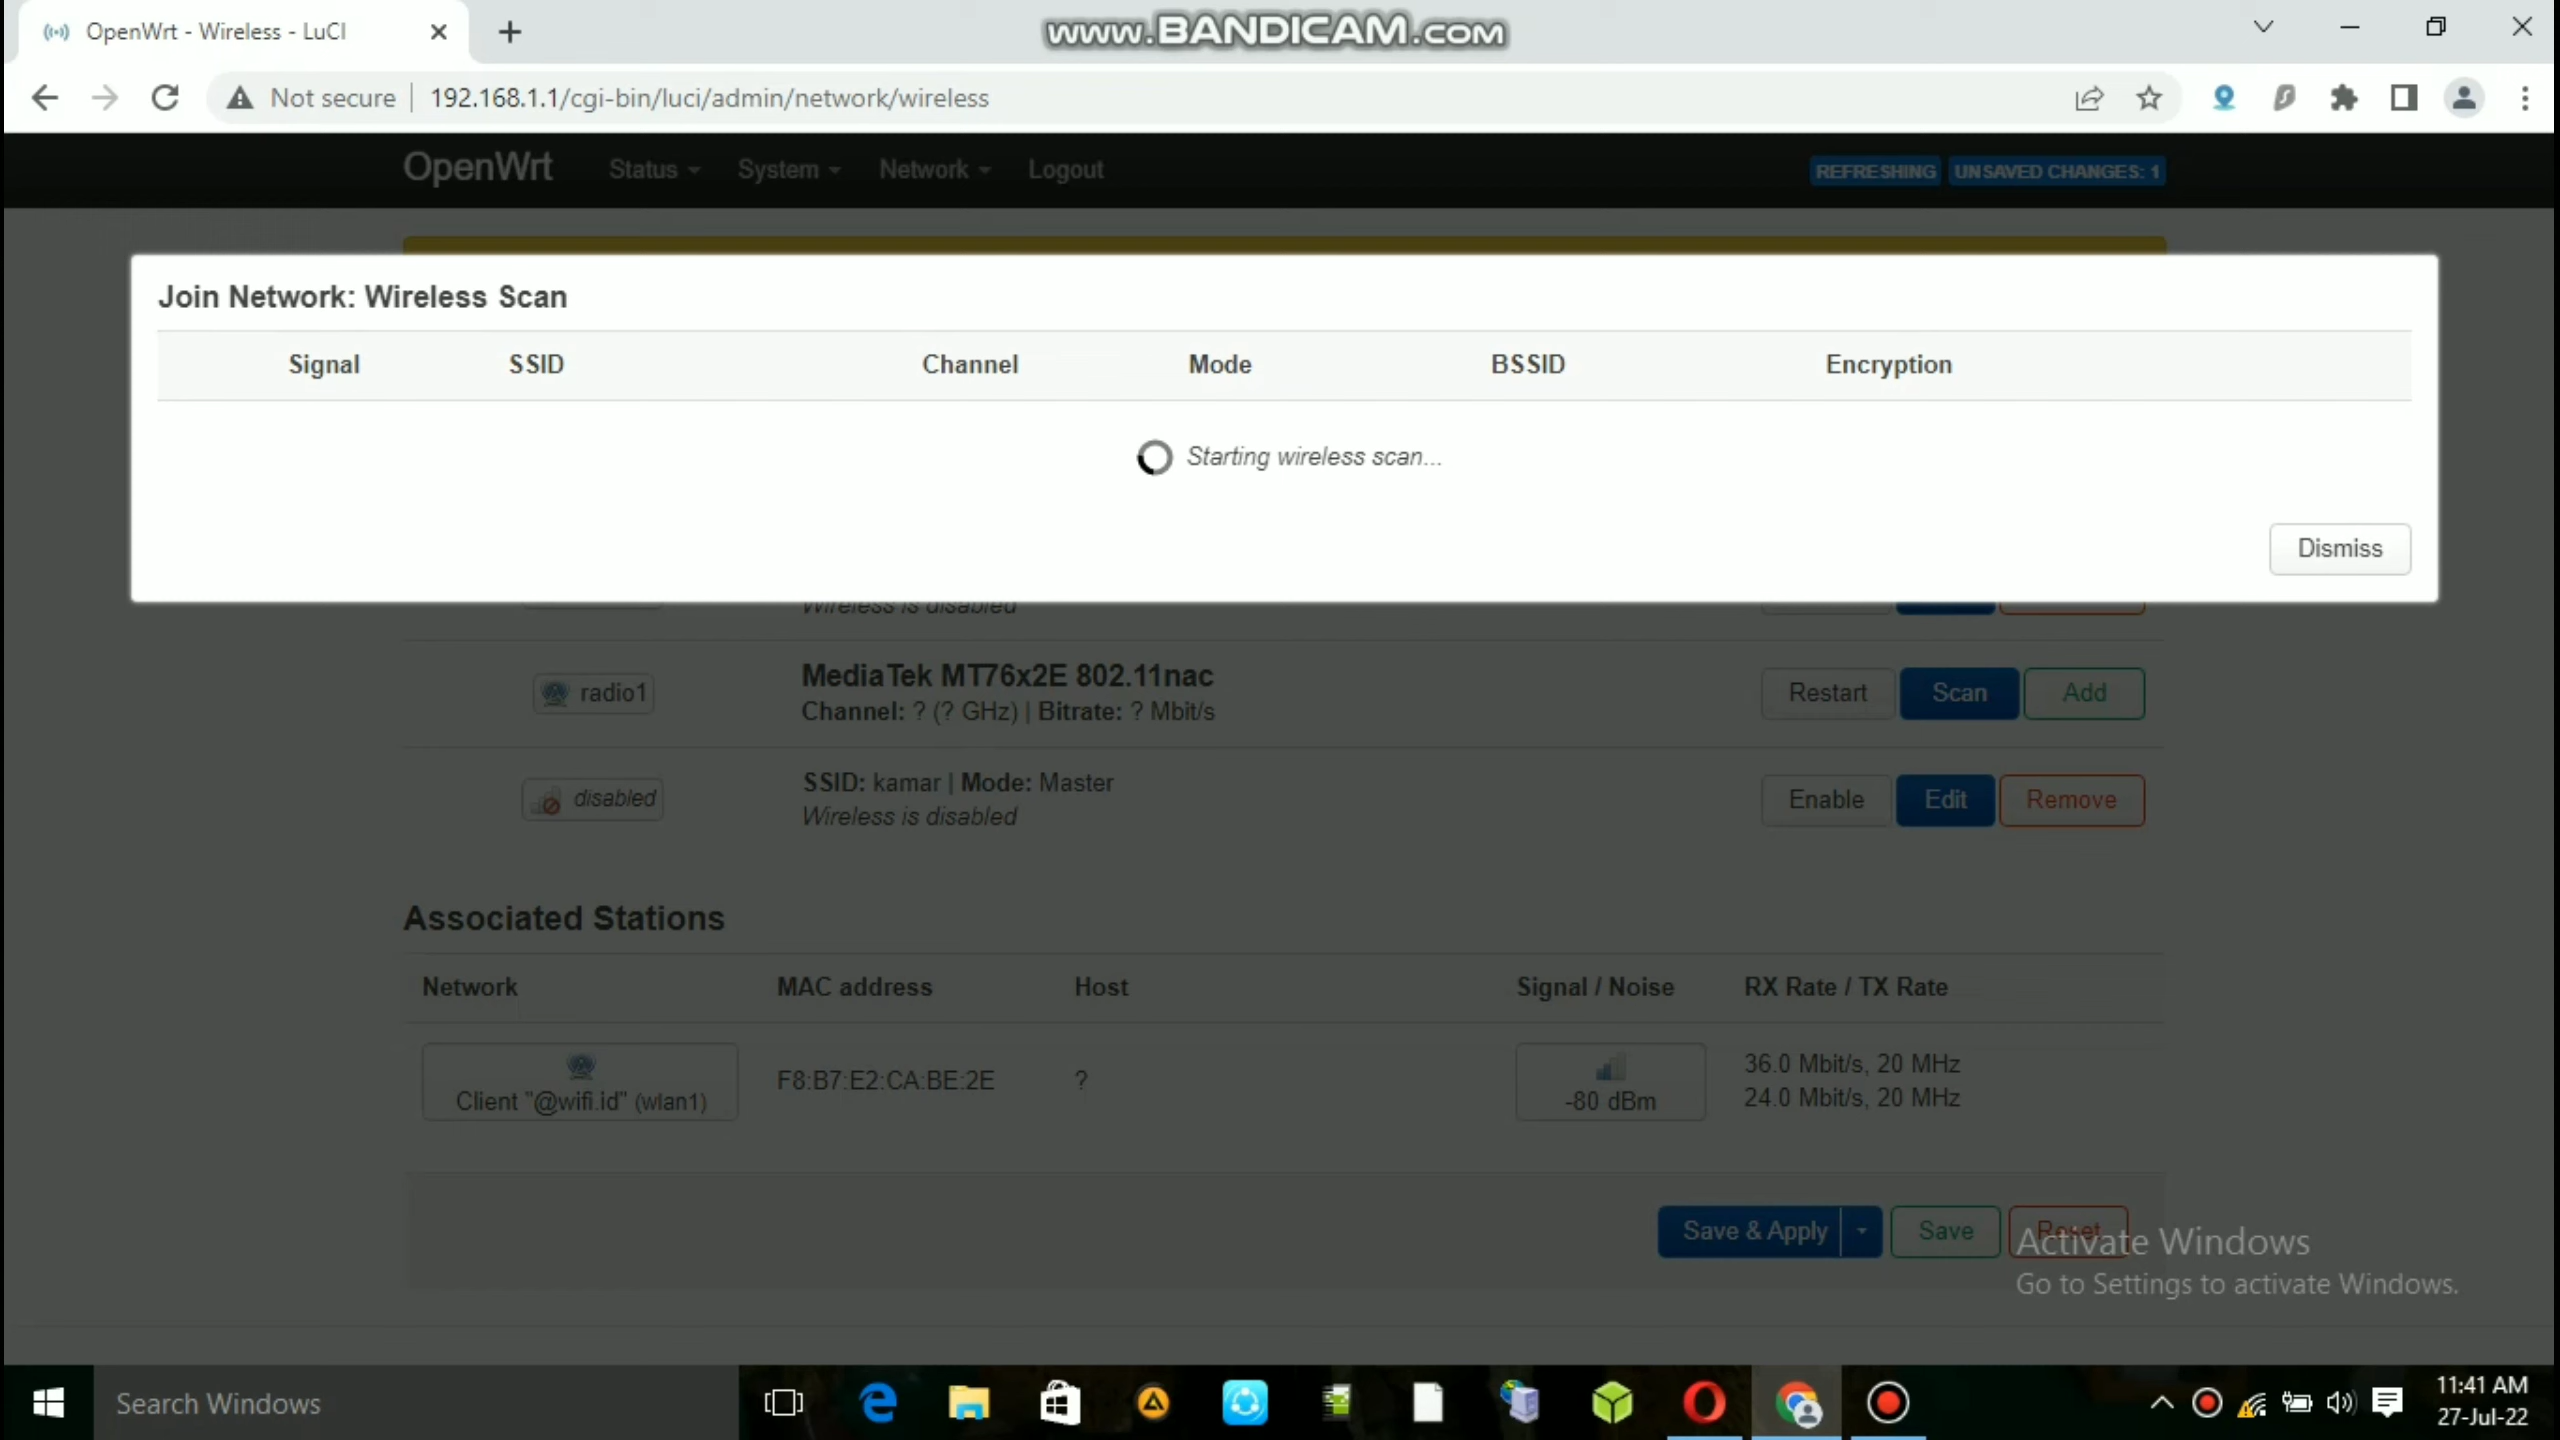 OpenWrt - Wireless - LuCI
www.BANDICAM.com
Not secure
192.168.1.1/cgi-bin/luci/admin/network/wireless
OpenWrt Status System Network Logout REFRESHING UNSAVED CHANGES: 1
Join Network: Wireless Scan
Signal SSID Channel Mode BSSID Encryption
Starting wireless scan...
Dismiss
Wireless is disabled
radio1
MediaTek MT76x2E 802.11nac
Channel: ? (? GHz) | Bitrate: ? Mbit/s
Restart Scan Add
disabled
SSID: kamar | Mode: Master
Wireless is disabled
Enable Edit Remove
Associated Stations
Network MAC address Host Signal / Noise RX Rate / TX Rate
Client "@wifi.id" (wlan1)
F8:B7:E2:CA:BE:2E
?
-80 dBm
36.0 Mbit/s, 20 MHz
24.0 Mbit/s, 20 MHz
Save & Apply Save Reset
Activate Windows
Go to Settings to activate Windows.
Search Windows
11:41 AM
27-Jul-22